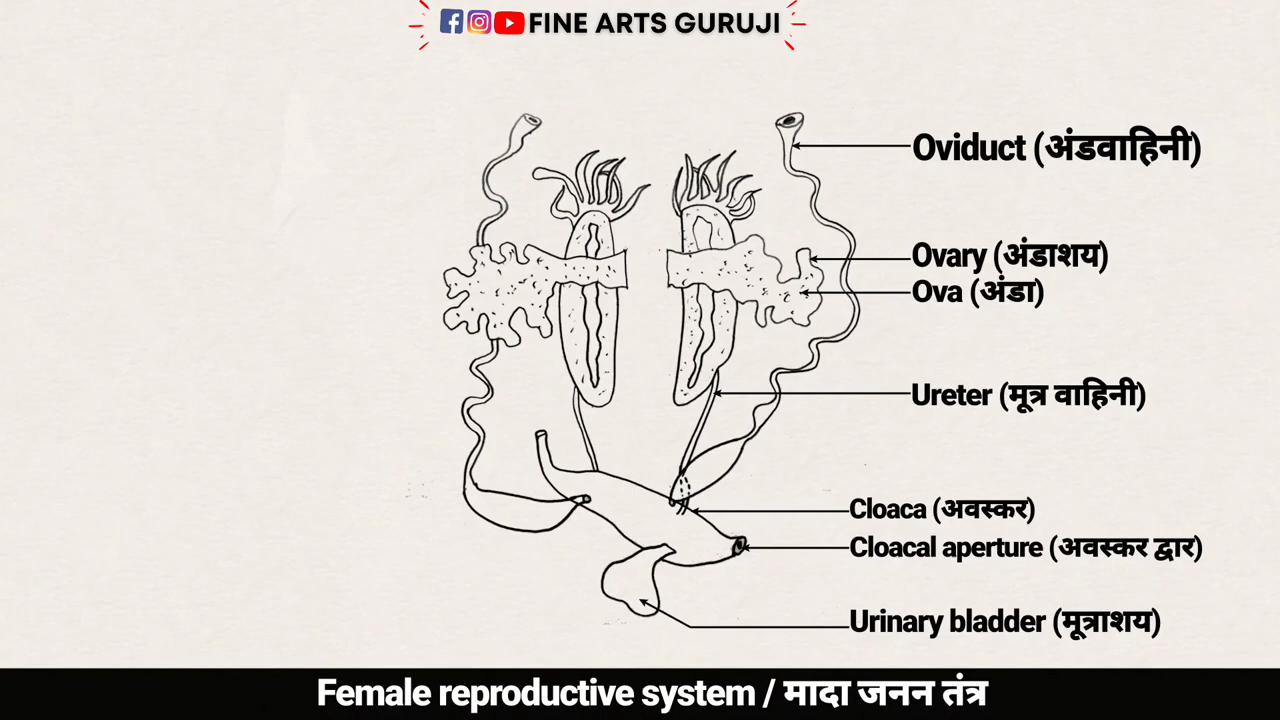 FINE ARTS GURUJI
Oviduct (अंडवाहिनी)
Ovary (अंडाशय)
Ova (अंडा)
Ureter (मूत्र वाहिनी)
Cloaca (अवस्कर)
Cloacal aperture (अवस्कर द्वार)
Urinary bladder (मूत्राशय)
Female reproductive system / मादा जनन तंत्र